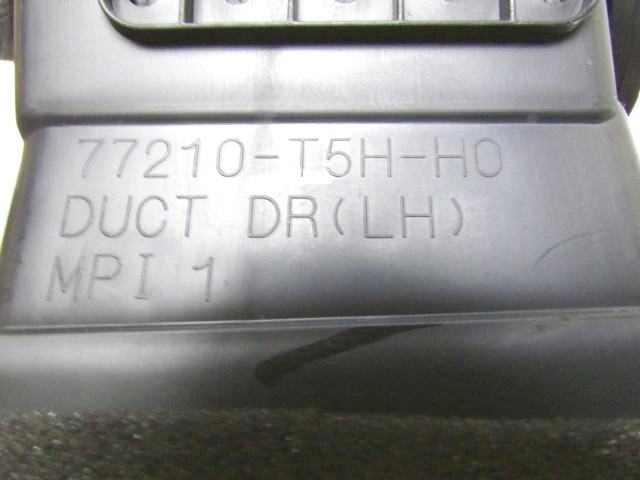 77210-T5H-H0
DUCT DR(LH)
MPI 1